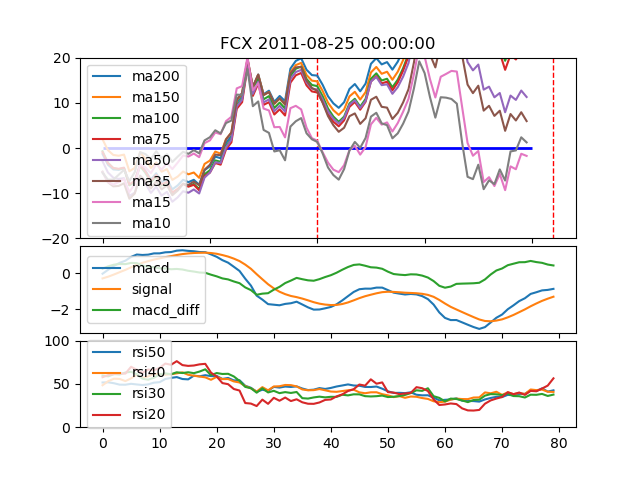 FCX 2011-08-25 00:00:00
20
10
0
−10
−20
ma200
ma150
ma100
ma75
ma50
ma35
ma15
ma10
0
−2
macd
signal
macd_diff
100
50
0
rsi50
rsi40
rsi30
rsi20
0 10 20 30 40 50 60 70 80